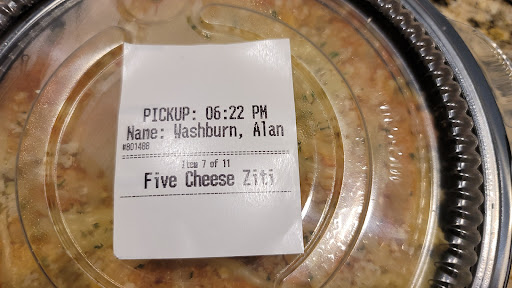 PICKUP: 06:22 PM
Name: Washburn, Alan
#801488
Item 7 of 11
Five Cheese Ziti